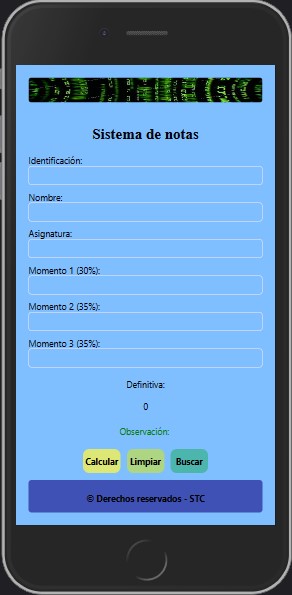 Sistema de notas
Identificación:
Nombre:
Asignatura:
Momento 1 (30%):
Momento 2 (35%):
Momento 3 (35%):
Definitiva:
0
Observación:
Calcular Limpiar Buscar
© Derechos reservados - STC